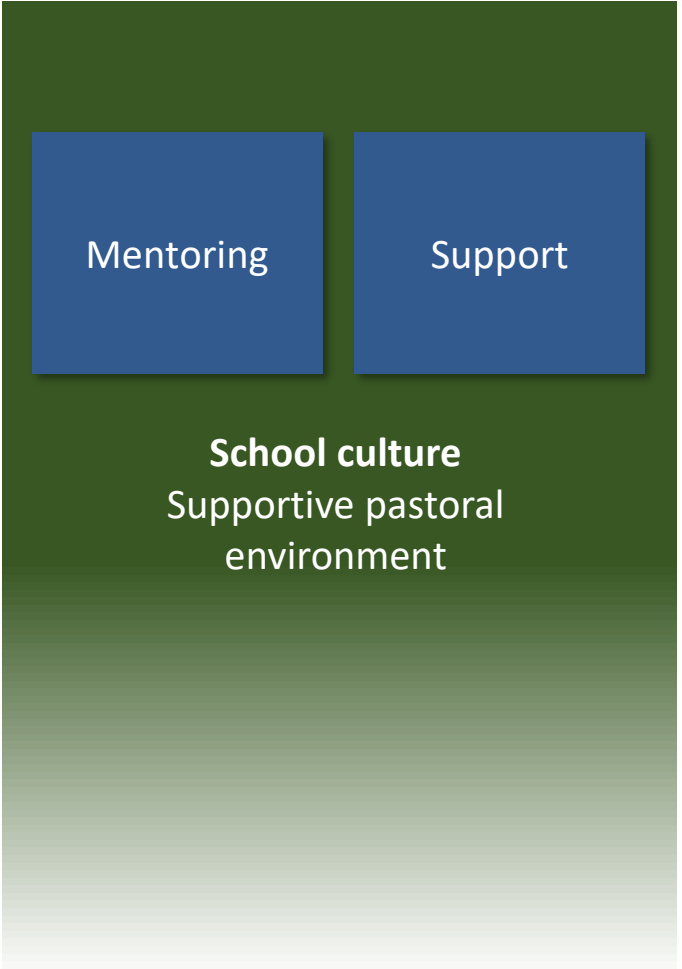 Mentoring
Support
School culture
Supportive pastoral
environment